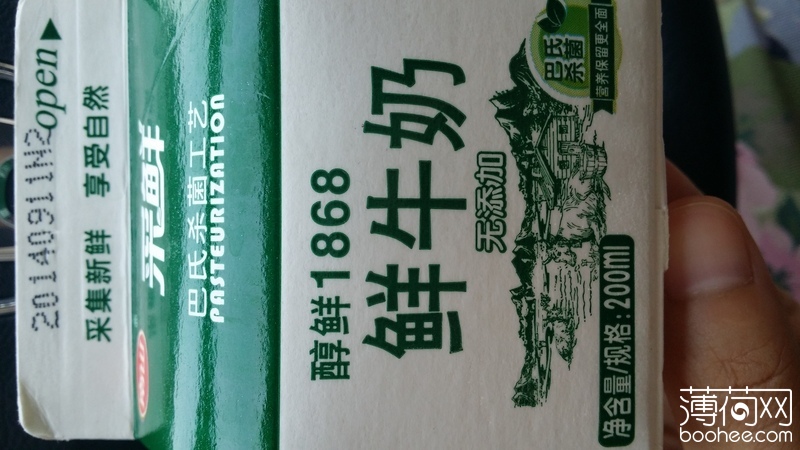 20140911N2
open
采集新鲜 享受自然
采鲜
巴氏杀菌工艺
PASTEURIZATION
醇鲜1868
鲜牛奶
无添加
巴氏
杀菌
营养保留更全面
净含量/规格:200ml
薄荷网
boohee.com